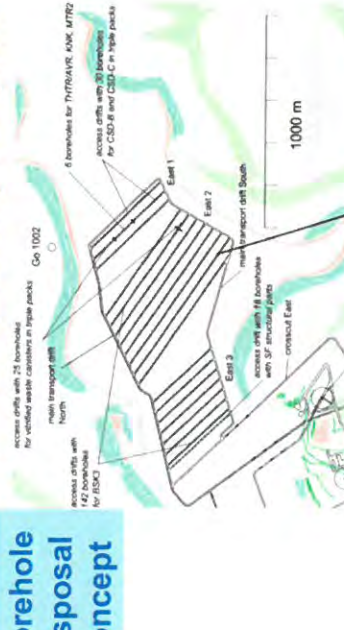 orehole
sposal
oncept
access drifts with 25 boreholes
for vitrified waste canisters in triple packs
main transport drift
North
access drifts with
142 boreholes
for BSK3
Go 1002
6 boreholes for THTR/AVR, KNK, MTR2
access drifts with 30 boreholes
for CSD-B and CSD-C in triple packs
East 1
East 2
main transport drift South
East 3
access drift with 18 boreholes
with SF structural parts
crosscut East
1000 m